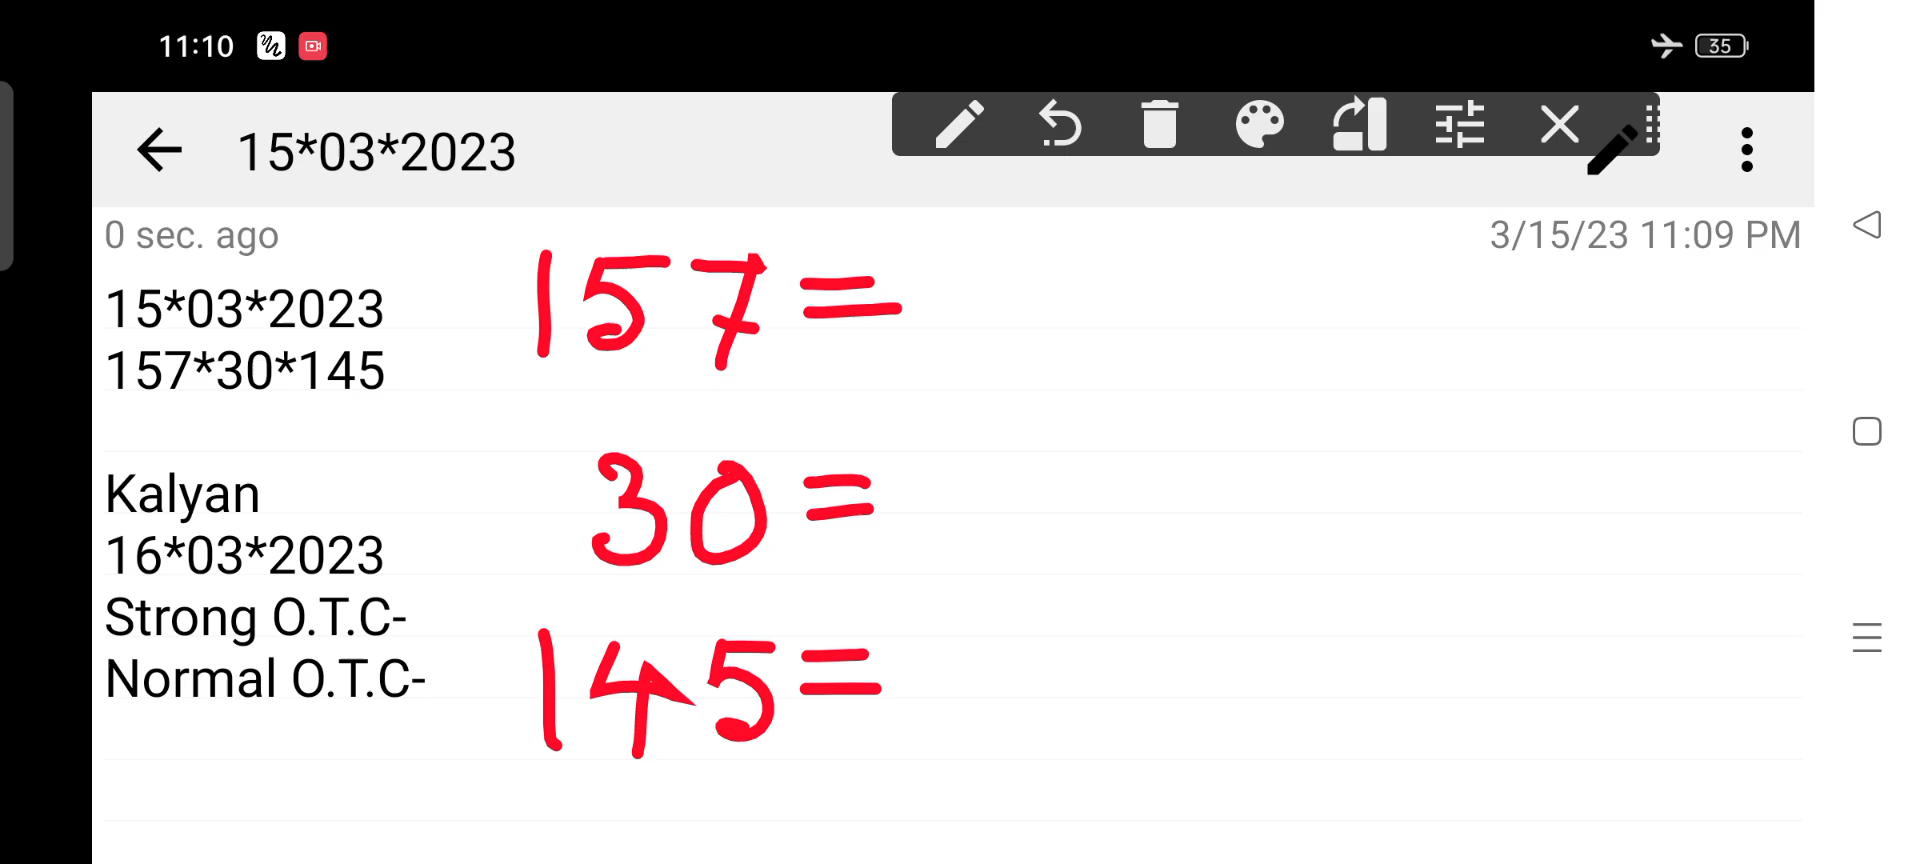 11:10
35
15*03*2023
0 sec. ago
3/15/23 11:09 PM
15*03*2023
157*30*145
Kalyan
16*03*2023
Strong O.T.C-
Normal O.T.C-
157=
30=
145=